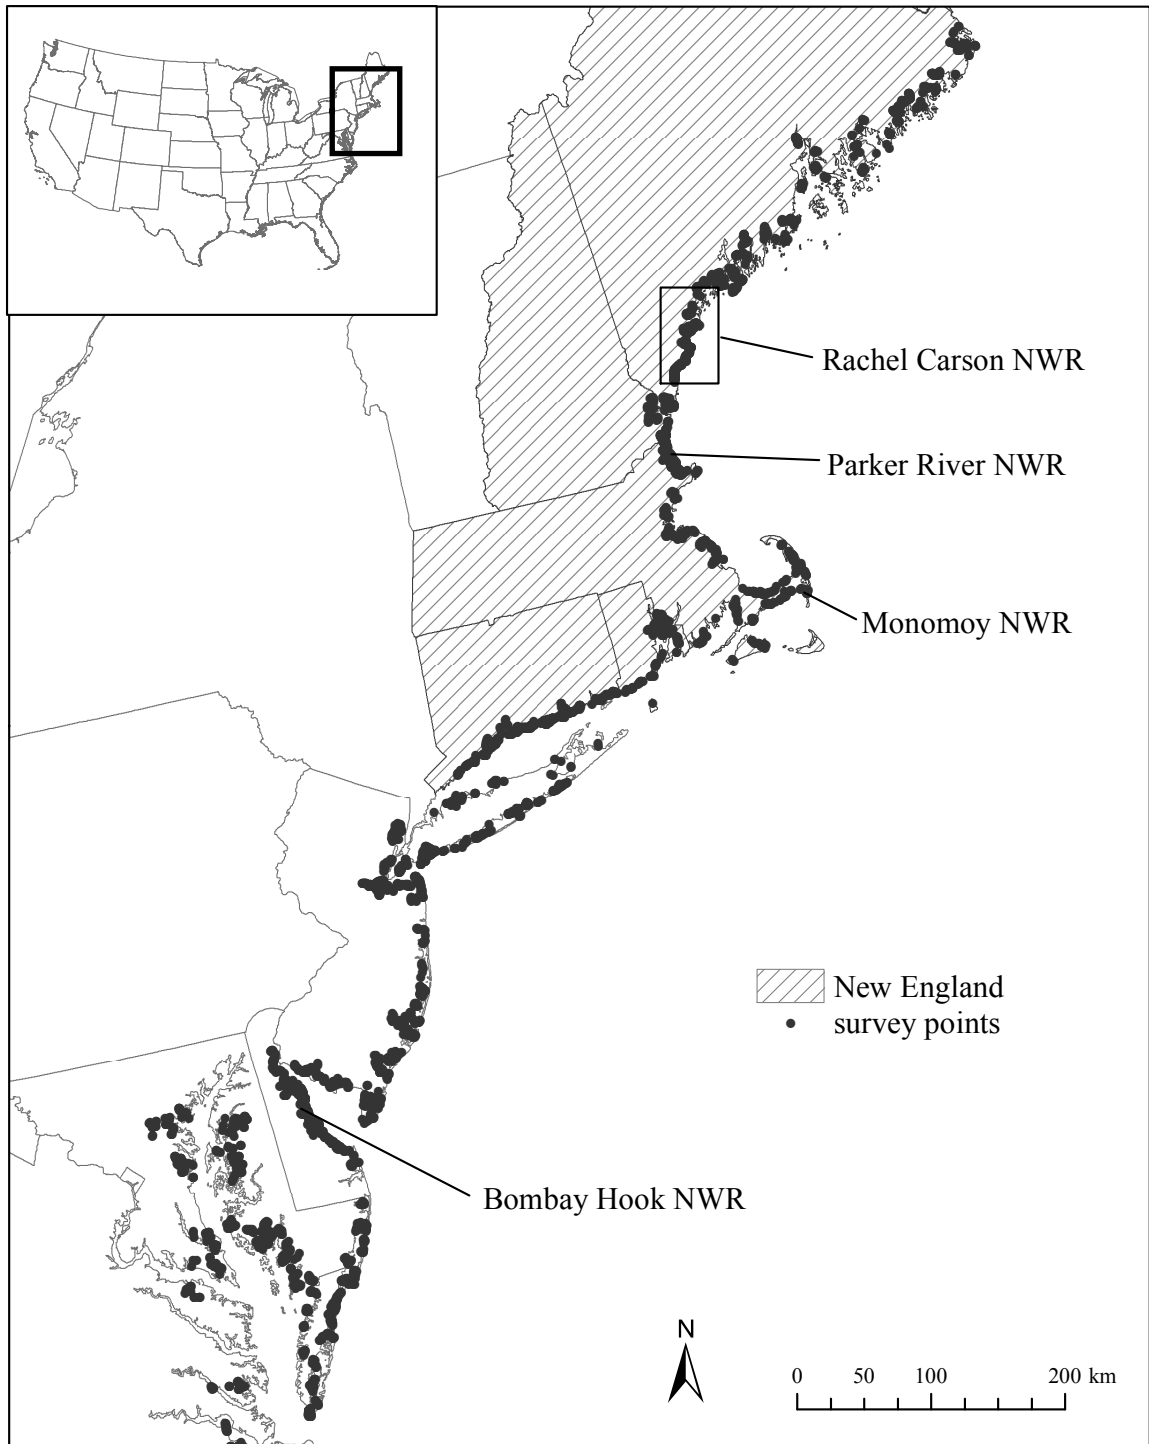 Rachel Carson NWR
Parker River NWR
Monomoy NWR
New England
survey points
Bombay Hook NWR
N
0 50 100 200 km